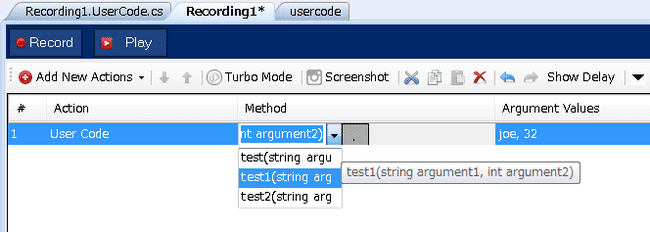 Recording1.UserCode.cs Recording1* usercode
Record Play
Add New Actions Turbo Mode Screenshot Show Delay
# Action Method Argument Values
1 User Code nt argument2) . joe, 32
test(string argu
test1(string arg test1(string argument1, int argument2)
test2(string arg